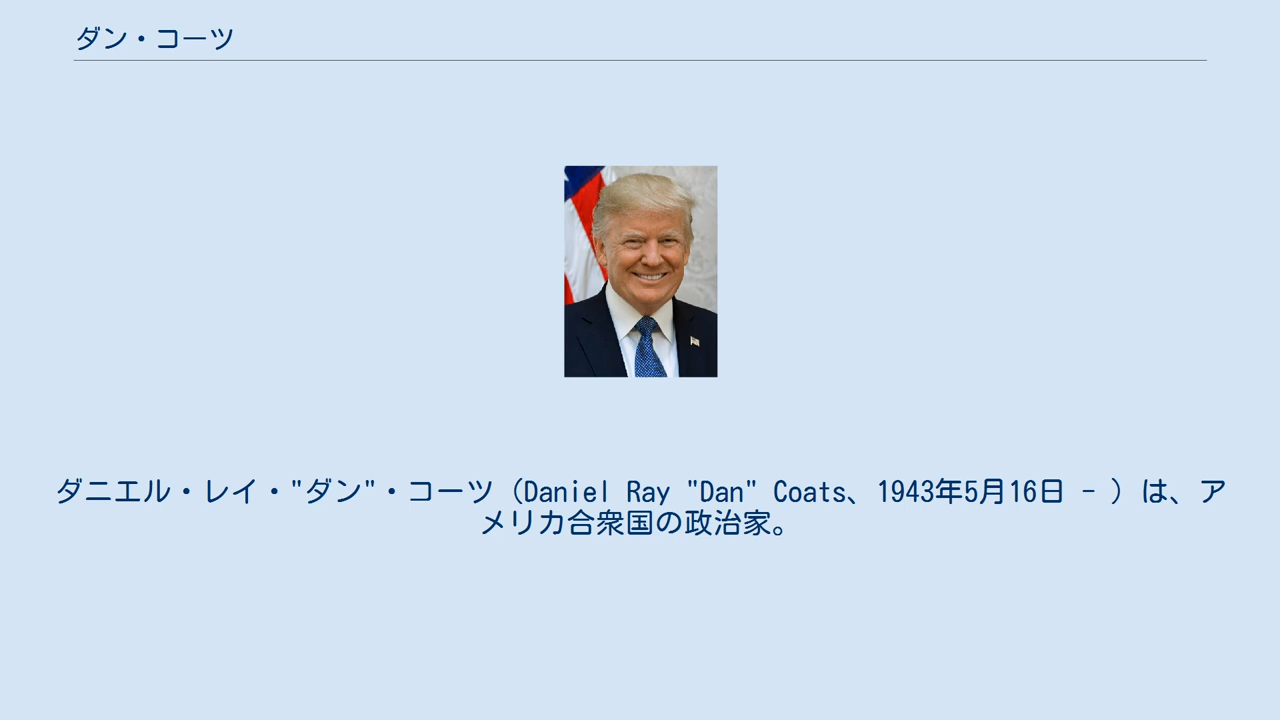 ダン・コーツ
ダニエル・レイ・"ダン"・コーツ（Daniel Ray "Dan" Coats、1943年5月16日 - ）は、ア
メリカ合衆国の政治家。